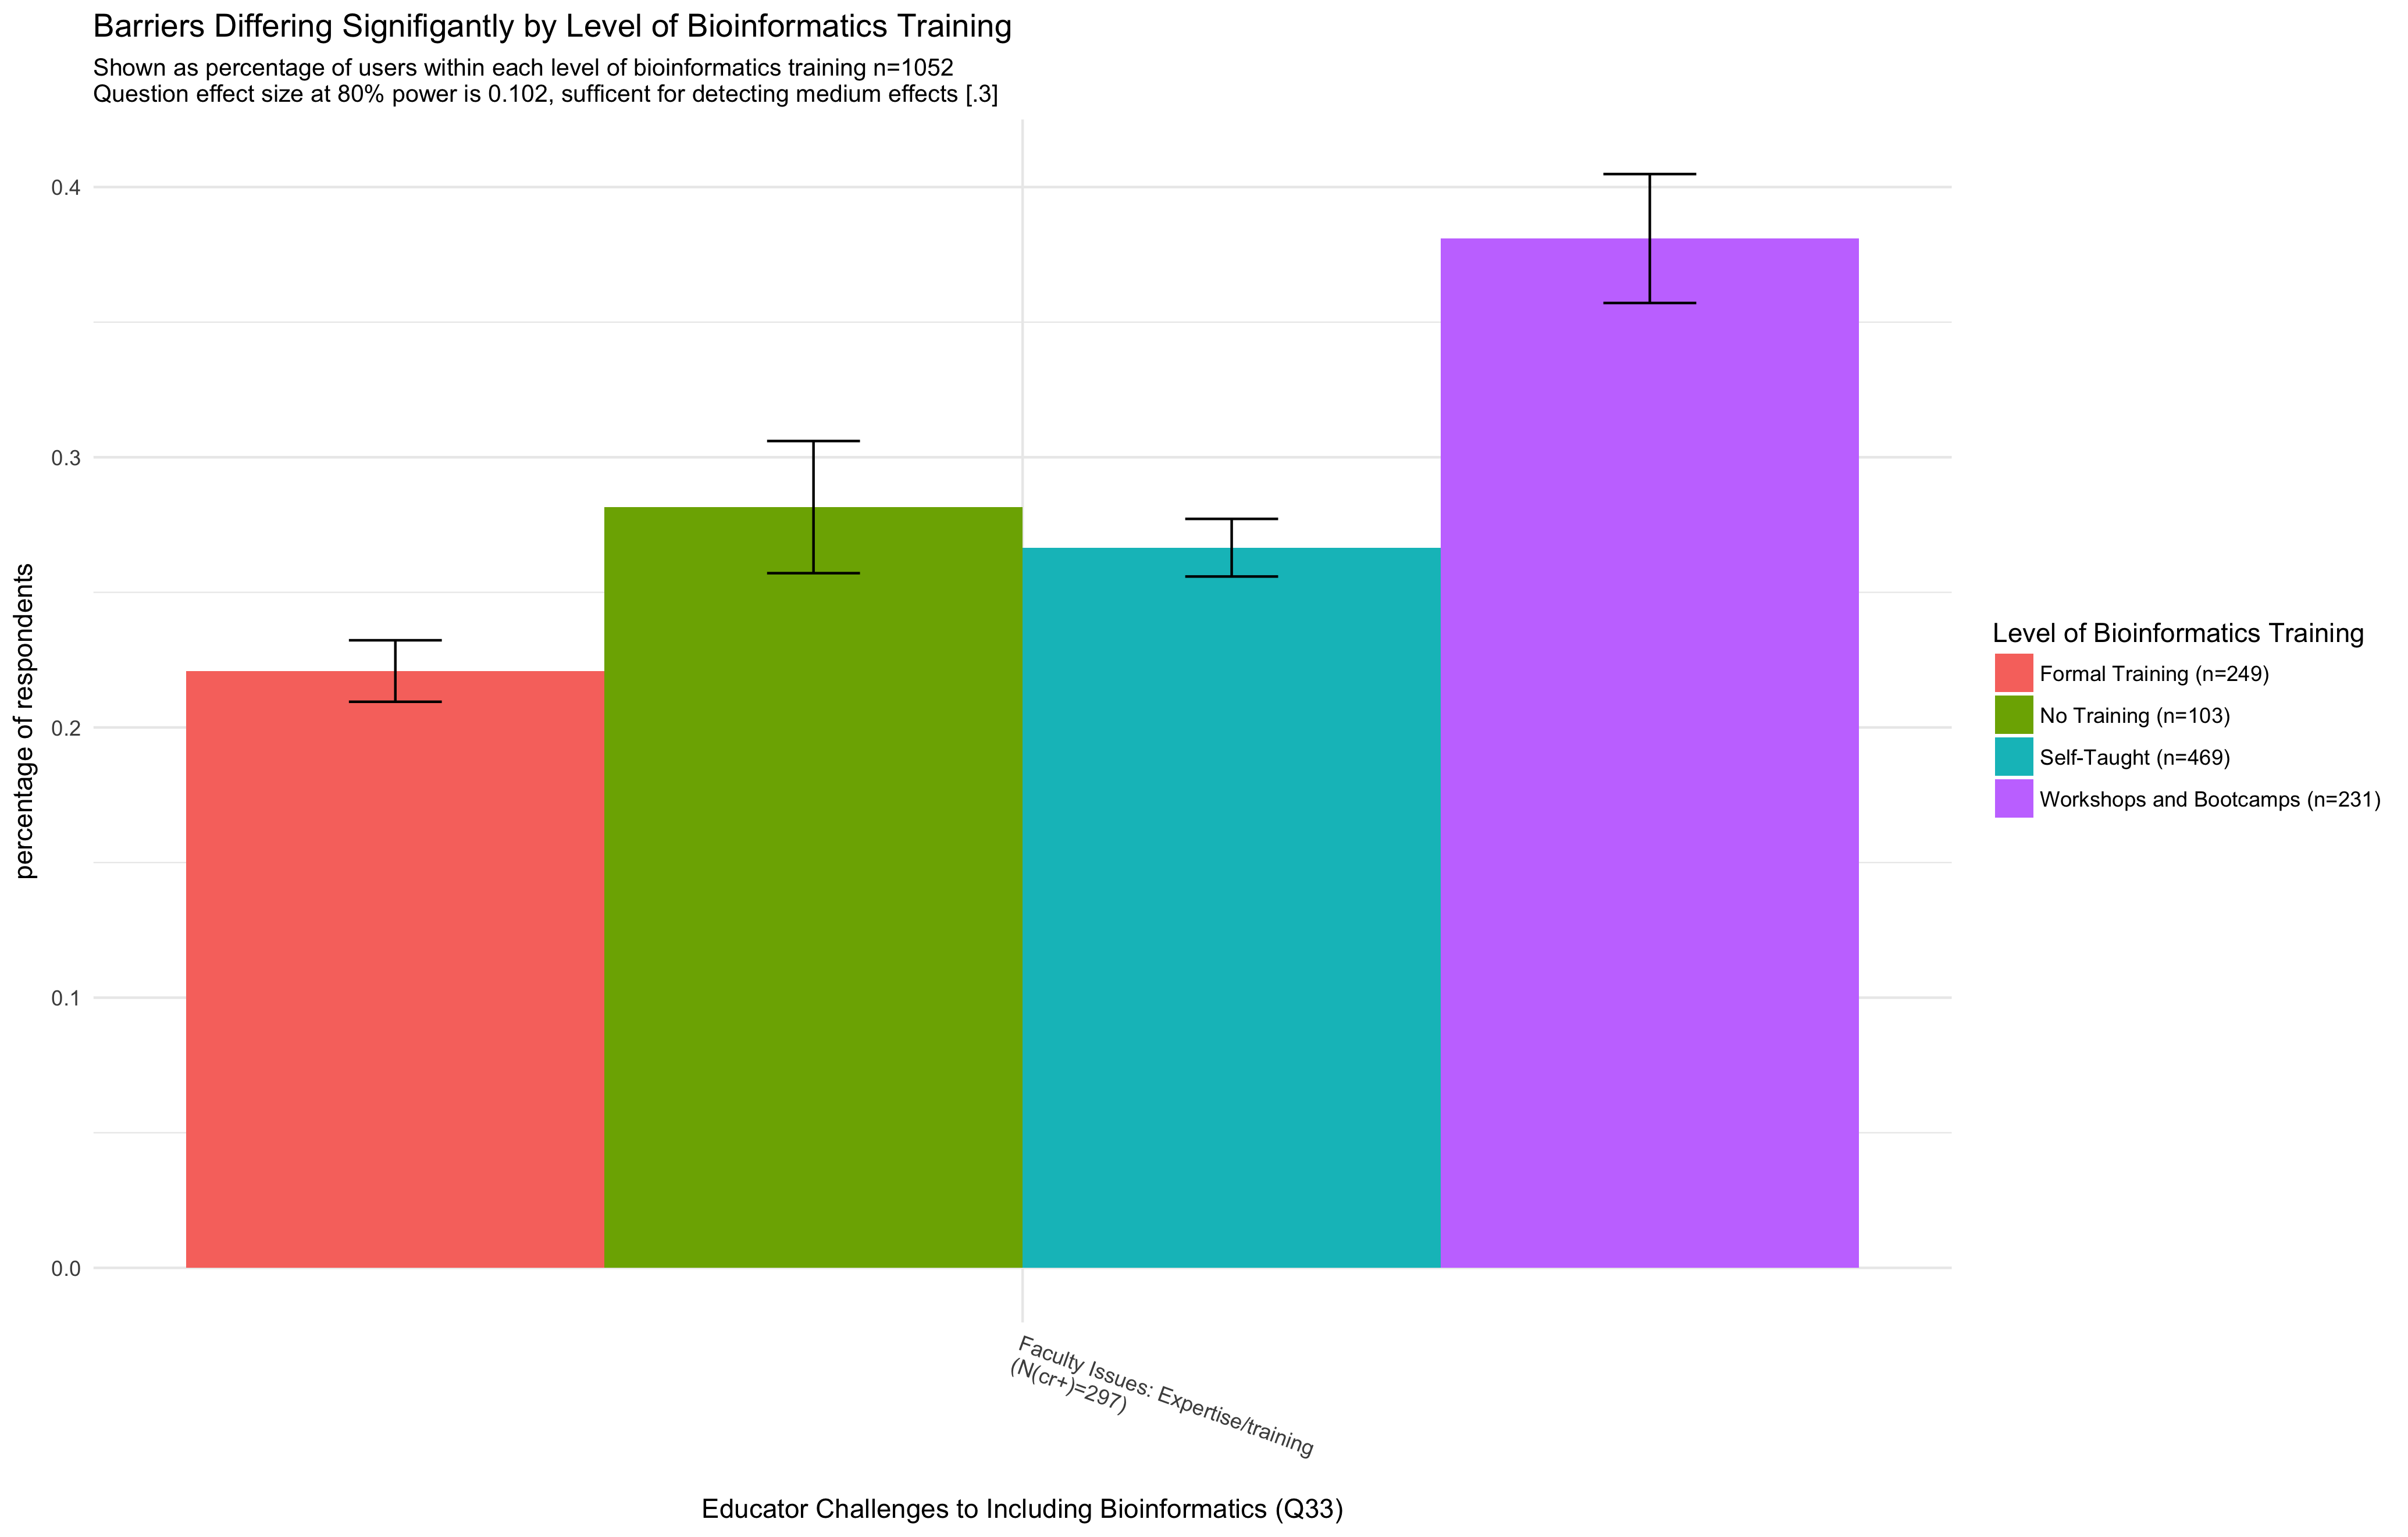 Barriers Differing Signifigantly by Level of Bioinformatics Training
Shown as percentage of users within each level of bioinformatics training n=1052
Question effect size at 80% power is 0.102, sufficent for detecting medium effects [.3]
percentage of respondents
0.4
0.3
0.2
0.1
0.0
Faculty Issues: Expertise/training
(N(cr+)=297)
Educator Challenges to Including Bioinformatics (Q33)
Level of Bioinformatics Training
Formal Training (n=249)
No Training (n=103)
Self-Taught (n=469)
Workshops and Bootcamps (n=231)